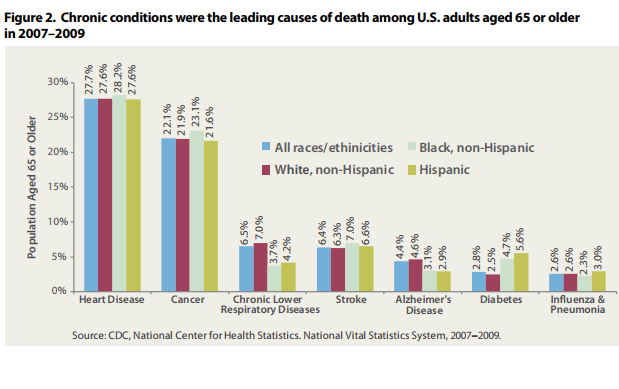 Figure 2. Chronic conditions were the leading causes of death among U.S. adults aged 65 or older
in 2007–2009
Population Aged 65 or Older
30%
25%
20%
15%
10%
5%
0%
27.7%
27.6%
28.2%
27.6%
22.1%
21.9%
23.1%
21.6%
6.5%
7.0%
3.7%
4.2%
6.4%
6.3%
7.0%
6.6%
4.4%
4.6%
3.1%
2.9%
2.8%
2.5%
4.7%
5.6%
2.6%
2.6%
2.3%
3.0%
All races/ethinicities
Black, non-Hispanic
White, non-Hispanic
Hispanic
Heart Disease
Cancer
Chronic Lower
Respiratory Diseases
Stroke
Alzheimer's
Disease
Diabetes
Influenza &
Pneumonia
Source: CDC, National Center for Health Statistics. National Vital Statistics System, 2007–2009.